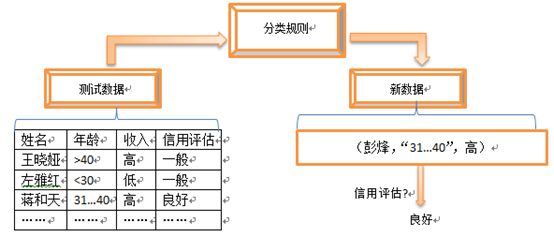 分类规则
测试数据
新数据
姓名 年龄 收入 信用评估
王晓娅 >40 高 一般
左雅红 <30 低 一般
蒋和天 31…40 高 良好
…… …… …… ……
（彭烽，“31…40”，高）
信用评估?
良好